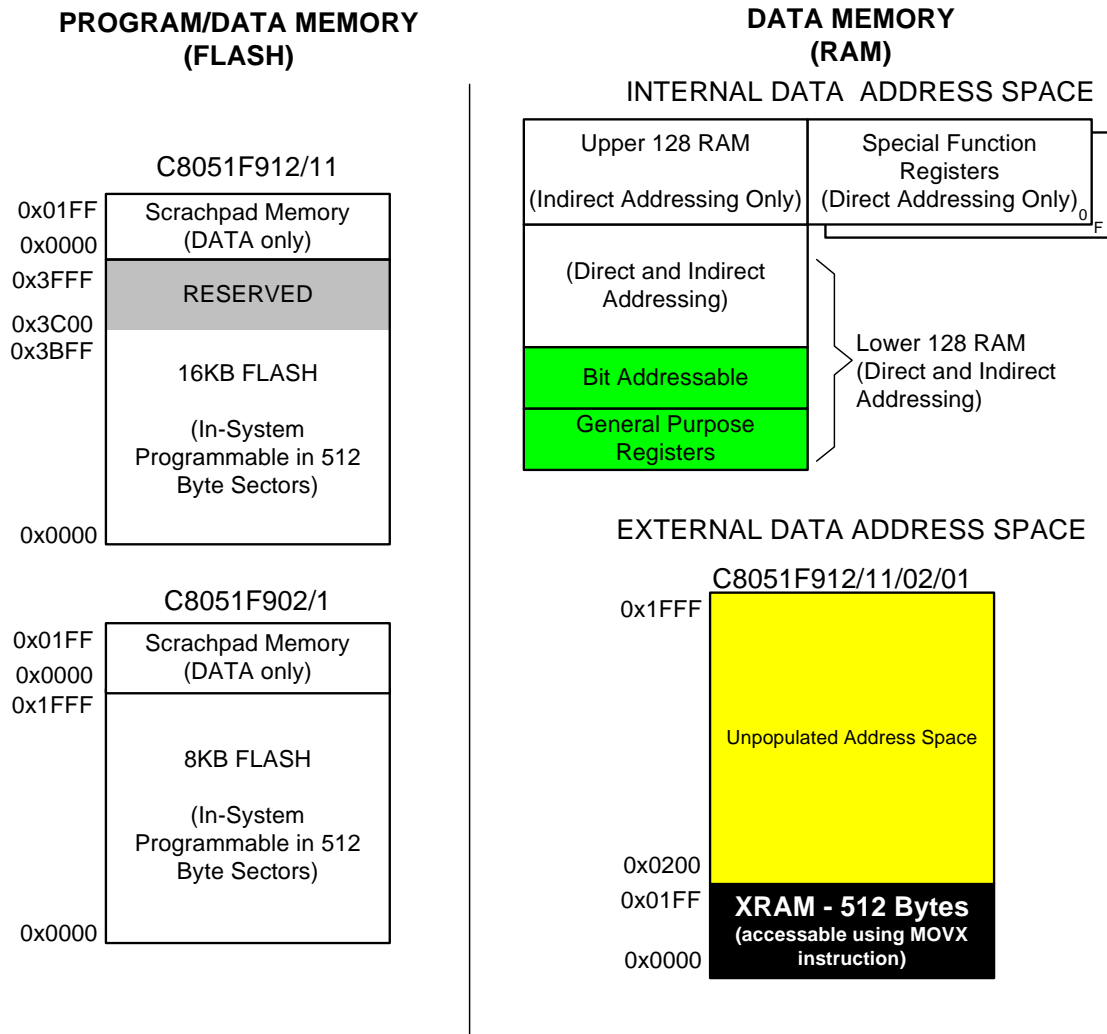 PROGRAM/DATA MEMORY
(FLASH)
C8051F912/11
0x01FF
Scrachpad Memory
(DATA only)
0x0000
0x3FFF
RESERVED
0x3C00
0x3BFF
16KB FLASH
(In-System
Programmable in 512
Byte Sectors)
0x0000
C8051F902/1
0x01FF
Scrachpad Memory
(DATA only)
0x0000
0x1FFF
8KB FLASH
(In-System
Programmable in 512
Byte Sectors)
0x0000
DATA MEMORY
(RAM)
INTERNAL DATA ADDRESS SPACE
Upper 128 RAM
(Indirect Addressing Only)
Special Function
Registers
(Direct Addressing Only)
0
F
(Direct and Indirect
Addressing)
Bit Addressable
General Purpose
Registers
Lower 128 RAM
(Direct and Indirect
Addressing)
EXTERNAL DATA ADDRESS SPACE
C8051F912/11/02/01
0x1FFF
Unpopulated Address Space
0x0200
0x01FF
XRAM - 512 Bytes
(accessable using MOVX
instruction)
0x0000